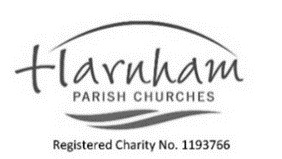 Harnham
PARISH CHURCHES
Registered Charity No. 1193766